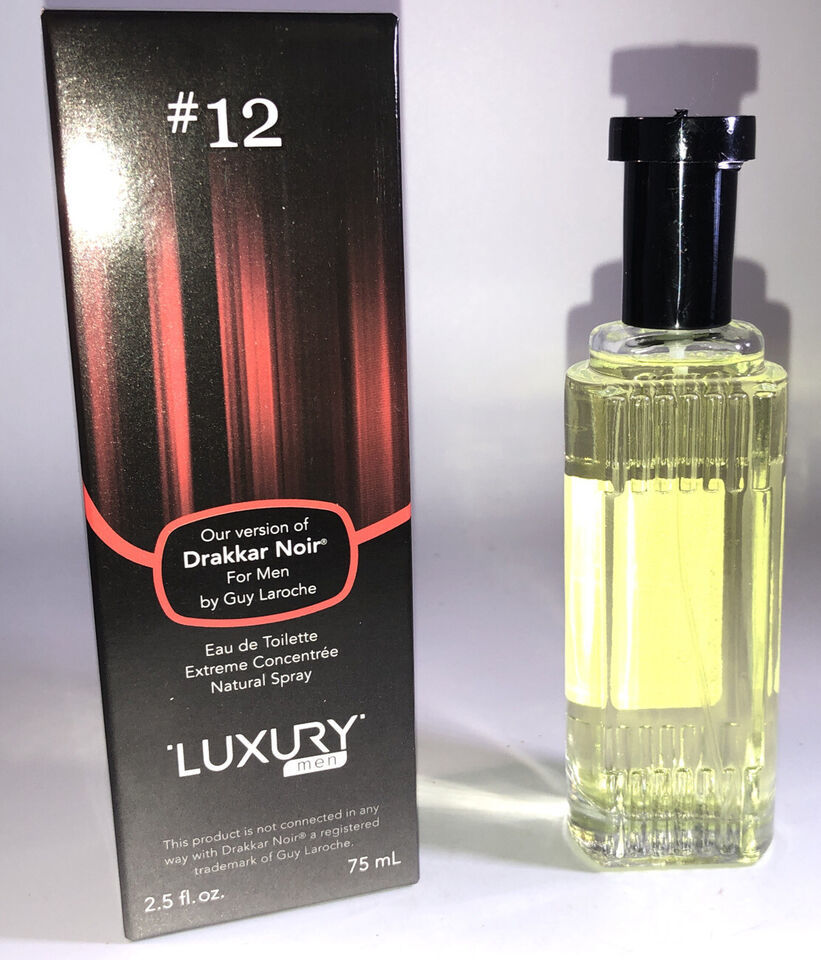 #12
Our version of
Drakkar Noir®
For Men
by Guy Laroche
Eau de Toilette
Extreme Concentrée
Natural Spray
LUXURY
men
This product is not connected in any
way with Drakkar Noir® a registered
trademark of Guy Laroche.
2.5 fl.oz. 75 mL